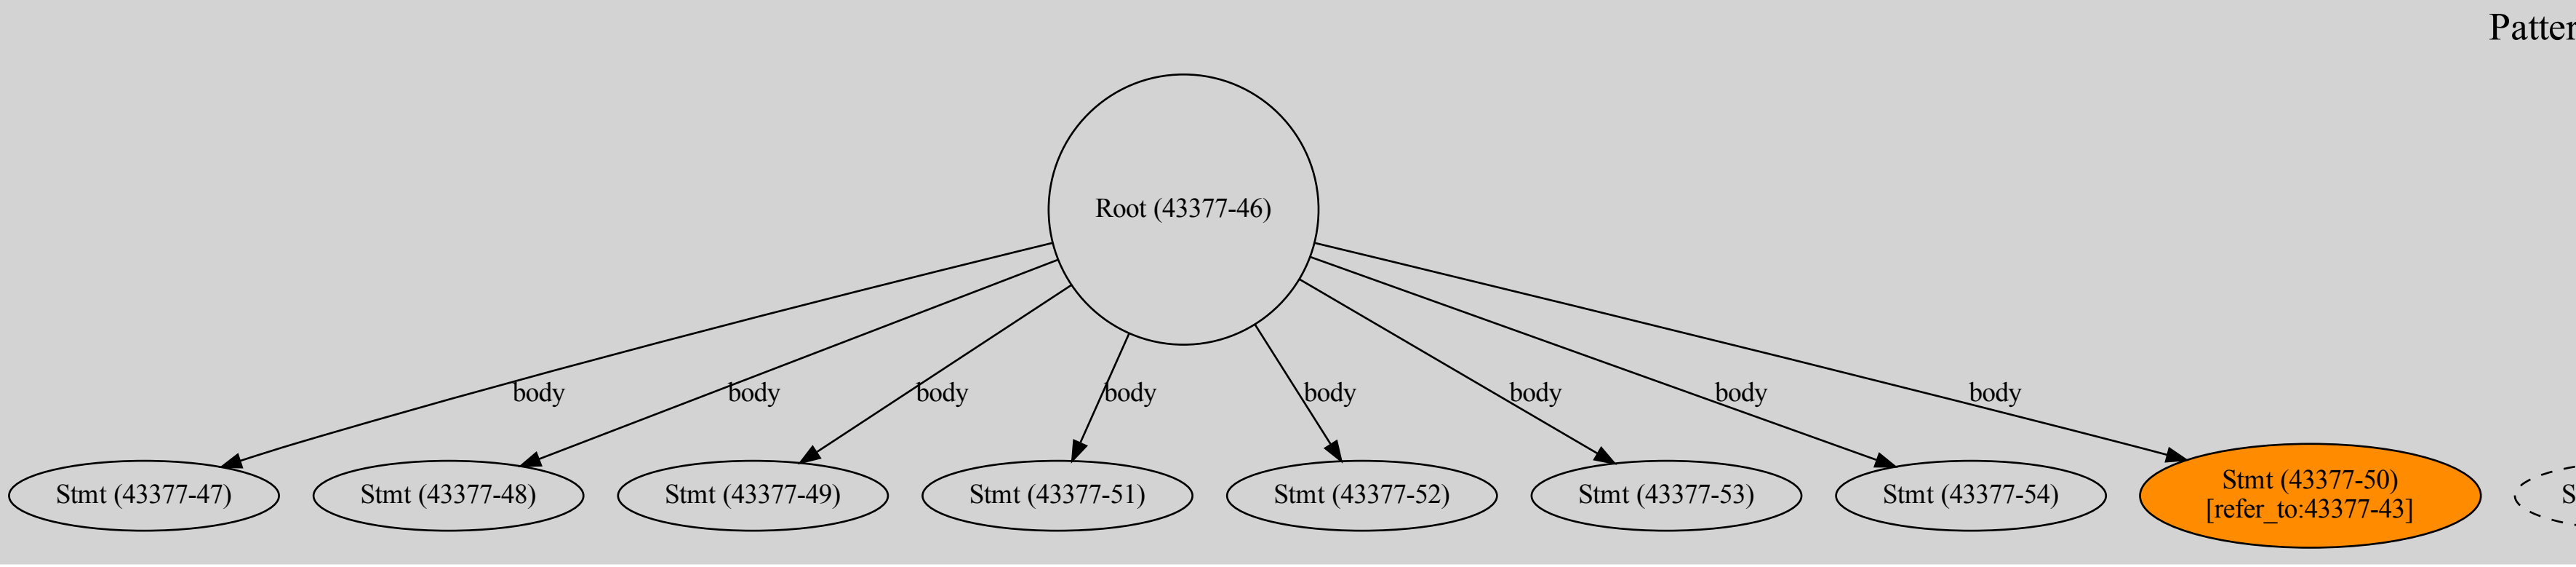 Root (43377-46)
body
body
body
body
body
body
body
body
Stmt (43377-47)
Stmt (43377-48)
Stmt (43377-49)
Stmt (43377-51)
Stmt (43377-52)
Stmt (43377-53)
Stmt (43377-54)
Stmt (43377-50)
[refer_to:43377-43]